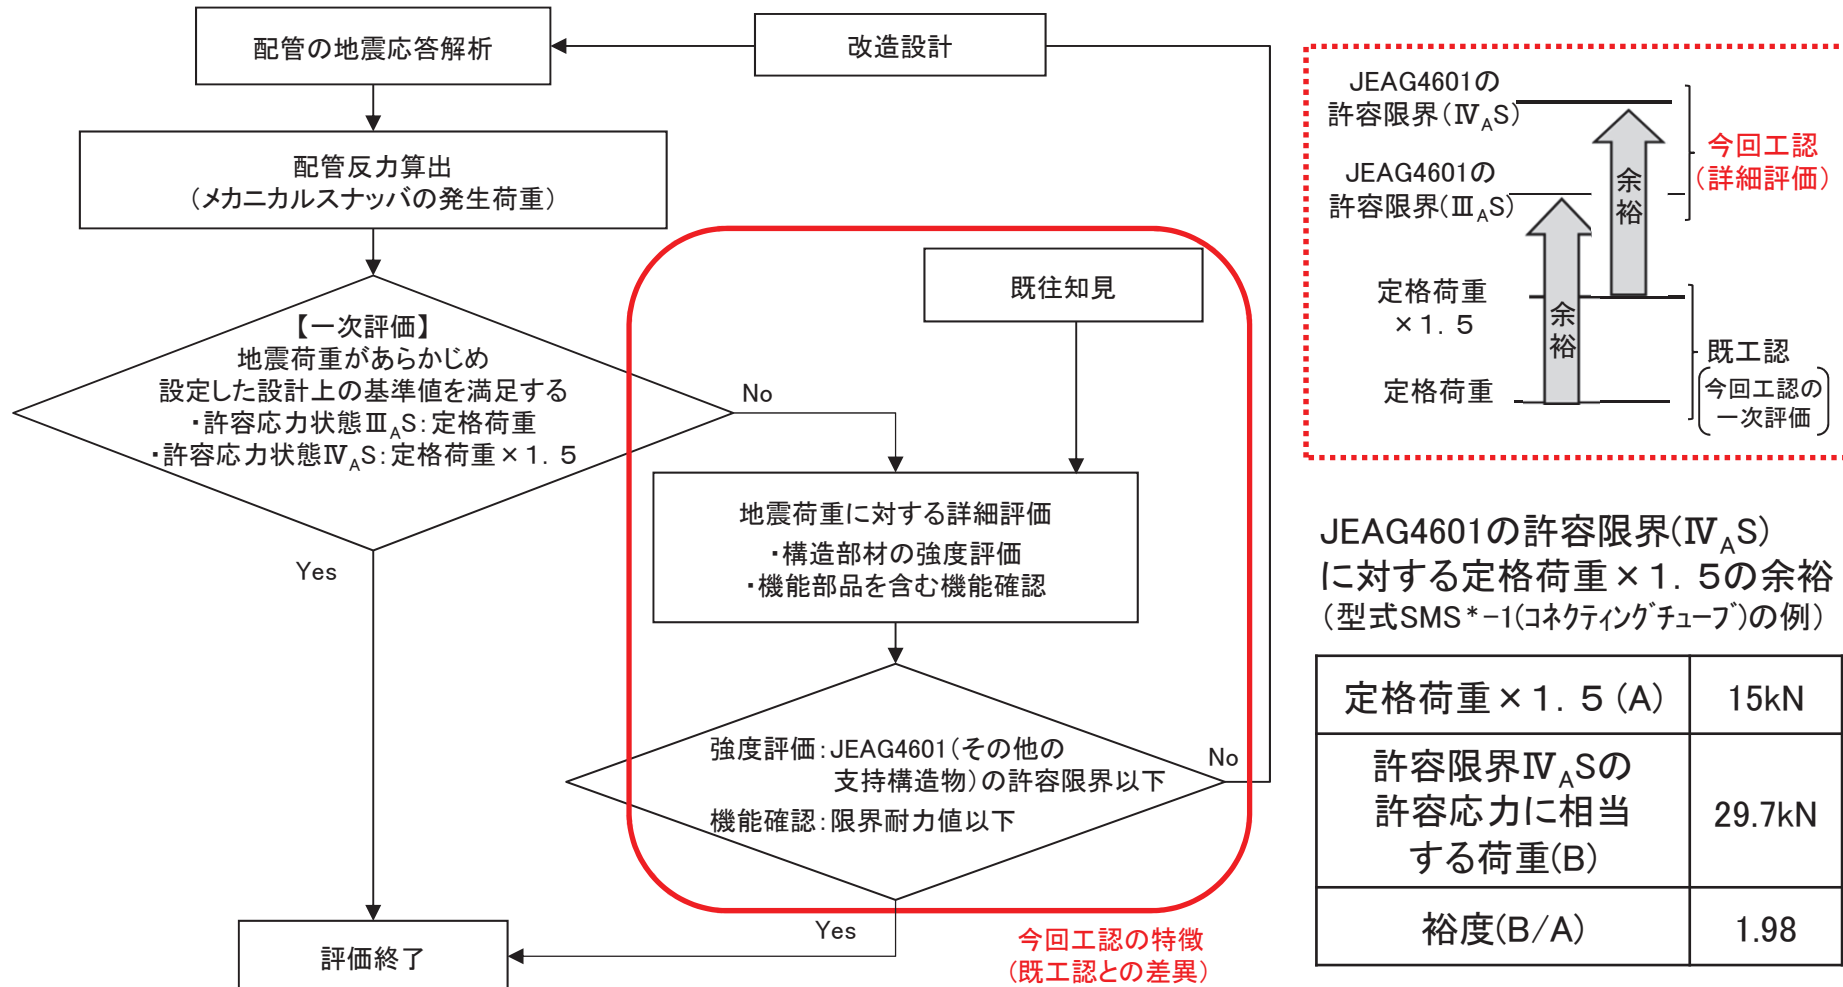 配管の地震応答解析
改造設計
配管反力算出
(メカニカルスナッバの発生荷重)
【一次評価】
地震荷重があらかじめ
設定した設計上の基準値を満足する
・許容応力状態ⅢAS:定格荷重
・許容応力状態ⅣAS:定格荷重×1.5
No
Yes
既往知見
地震荷重に対する詳細評価
・構造部材の強度評価
・機能部品を含む機能確認
強度評価:JEAG4601(その他の
支持構造物)の許容限界以下
機能確認:限界耐力値以下
No
Yes
評価終了
今回工認の特徴
(既工認との差異)
JEAG4601の
許容限界(ⅣAS)
JEAG4601の
許容限界(ⅢAS)
定格荷重
×1.5
定格荷重
余裕
余裕
今回工認
(詳細評価)
既工認
今回工認の
一次評価
JEAG4601の許容限界(ⅣAS)
に対する定格荷重×1.5の余裕
(型式SMS*-1(コネクティングチューブ)の例)
定格荷重×1.5(A) 15kN
許容限界ⅣASの
許容応力に相当
する荷重(B)
29.7kN
裕度(B/A) 1.98